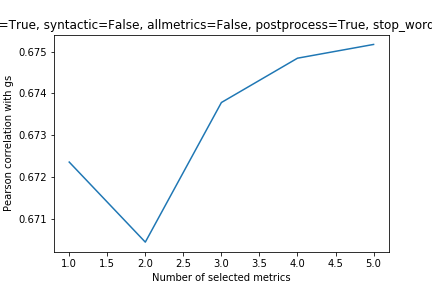 =True, syntactic=False, allmetrics=False, postprocess=True, stop_word
0.675
0.674
0.673
0.672
0.671
Pearson correlation with gs
1.0 1.5 2.0 2.5 3.0 3.5 4.0 4.5 5.0
Number of selected metrics